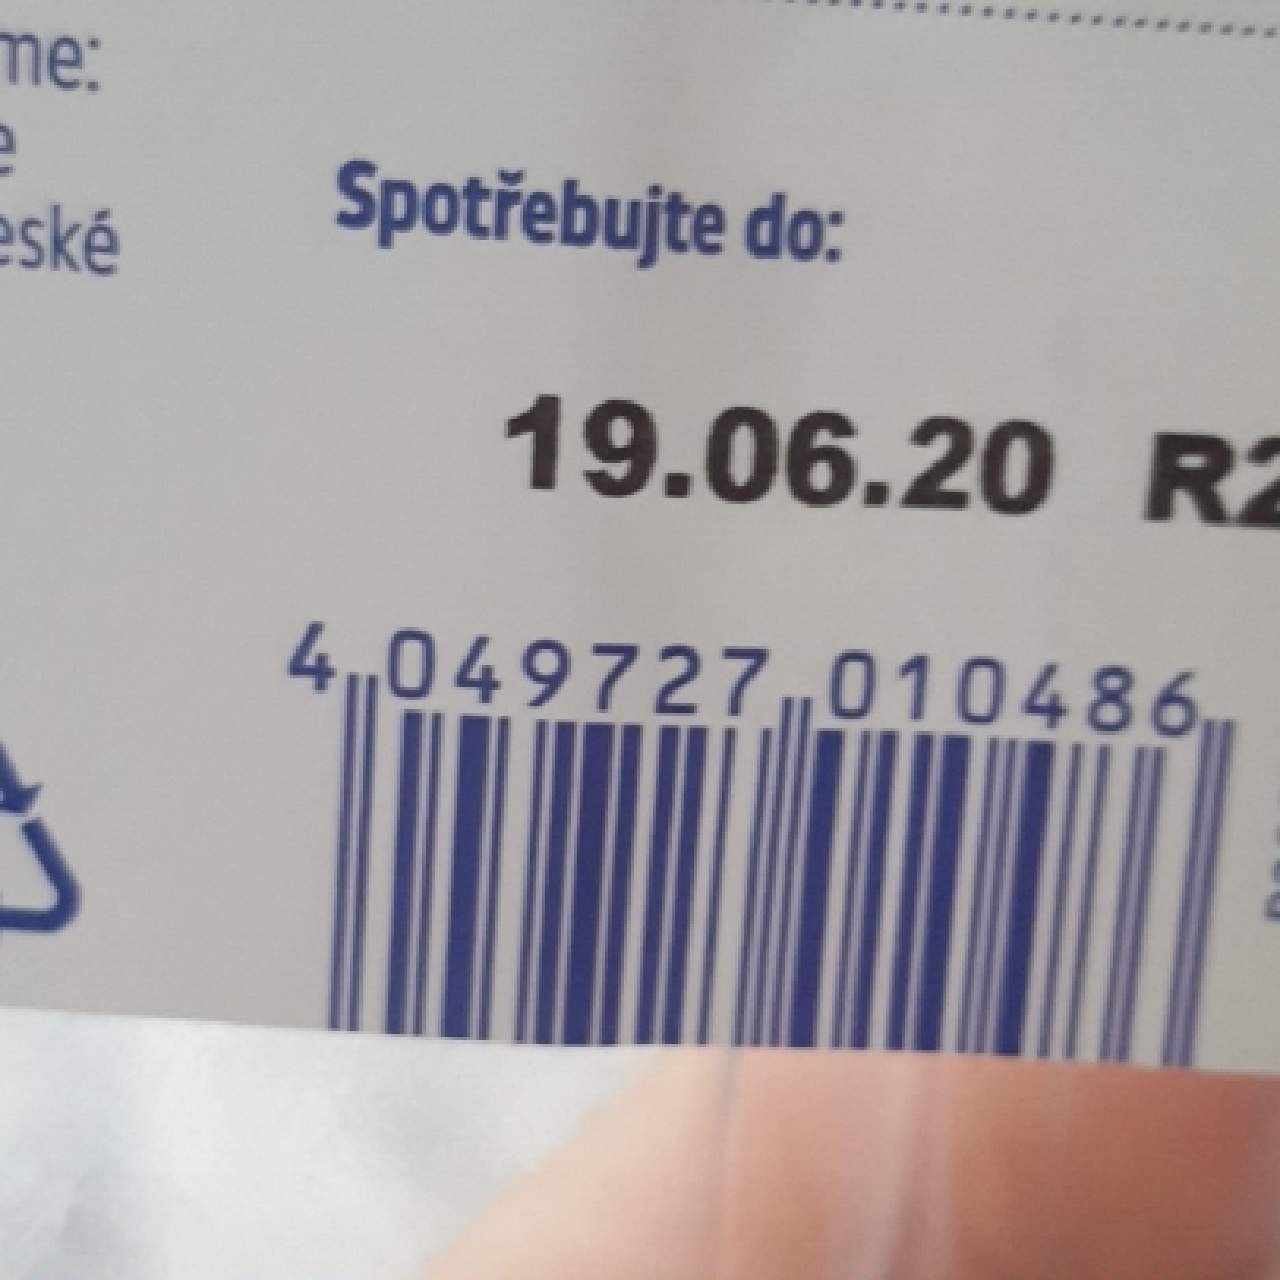 me:
e
eské
Spotřebujte do:
19.06.20 R2
4 049727 010486